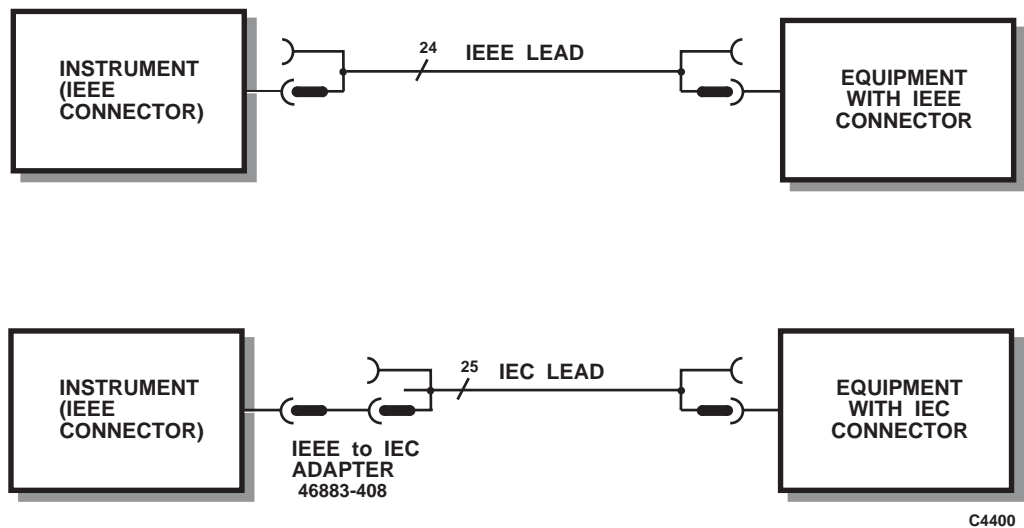 INSTRUMENT
(IEEE
CONNECTOR)
24
IEEE LEAD
EQUIPMENT
WITH IEEE
CONNECTOR
INSTRUMENT
(IEEE
CONNECTOR)
25
IEC LEAD
IEEE to IEC
ADAPTER
46883-408
EQUIPMENT
WITH IEC
CONNECTOR
C4400